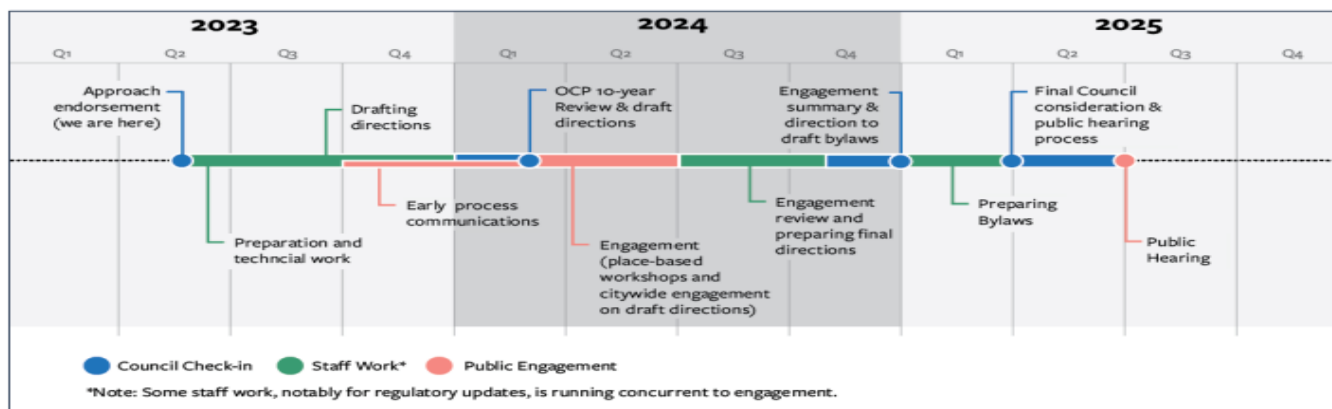 2023
2024
2025
Q1
Q2
Q3
Q4
Q1
Q2
Q3
Q4
Q1
Q2
Q3
Q4
Approach
endorsement
(we are here)
Drafting
directions
OCP 10-year
Review & draft
directions
Engagement
summary &
direction to
draft bylaws
Final Council
consideration &
public hearing
process
Early process
communications
Preparation and
techncial work
Engagement
(place-based
workshops and
citywide engagement
on draft directions)
Engagement
review and
preparing final
directions
Preparing
Bylaws
Public
Hearing
Council Check-in
Staff Work*
Public Engagement
*Note: Some staff work, notably for regulatory updates, is running concurrent to engagement.